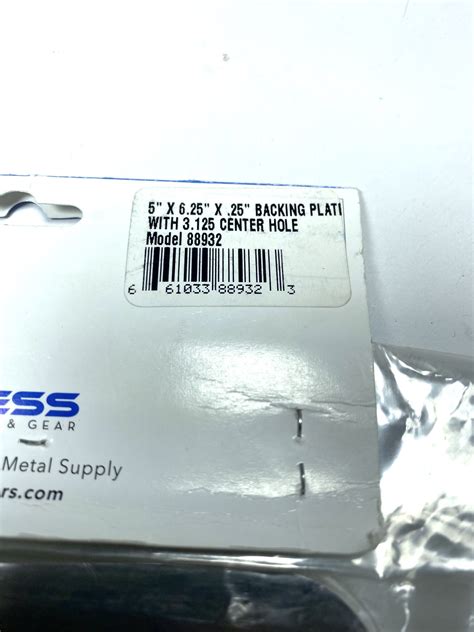 5" X 6.25" X .25" BACKING PLAT
WITH 3.125 CENTER HOLE
Model 88932
6 61033 88932 3
ESS
& GEAR
Metal Supply
rs.com